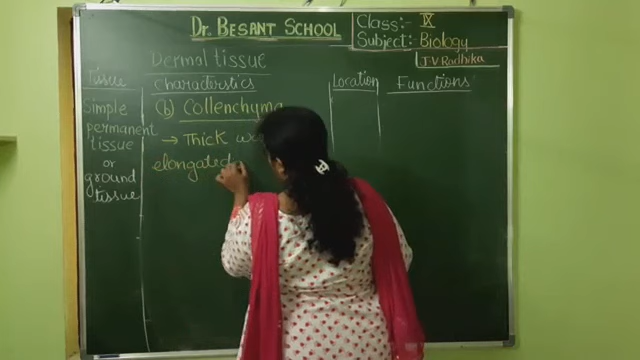 Dr. BESANT SCHOOL
Class:- IX
Subject:- Biology
J.V Radhika
Dermal tissue
Tissue
characterstics
Location
Functions
Simple
permanent
tissue
or
ground
tissue
(b) Collenchyma
→ Thick
elongated